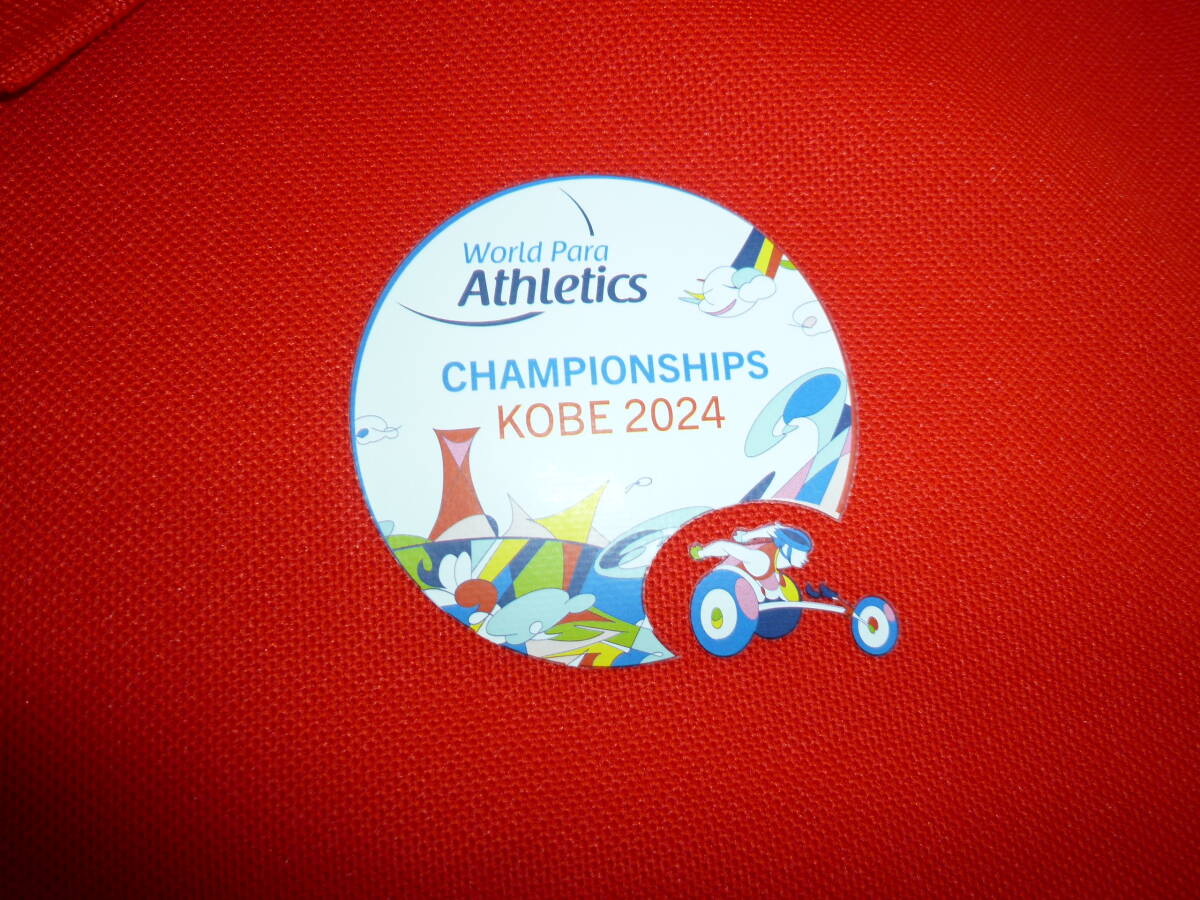 World Para
Athletics
CHAMPIONSHIPS
KOBE 2024